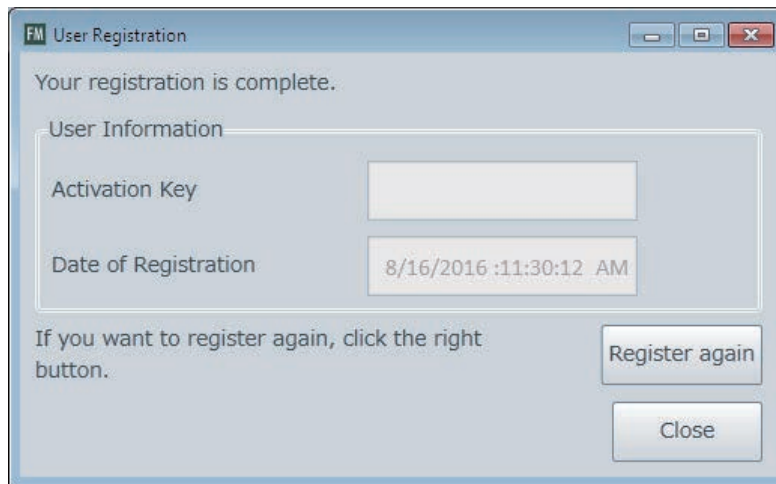 FM User Registration
Your registration is complete.
User Information
Activation Key
Date of Registration 8/16/2016 :11:30:12 AM
If you want to register again, click the right
button.
Register again
Close